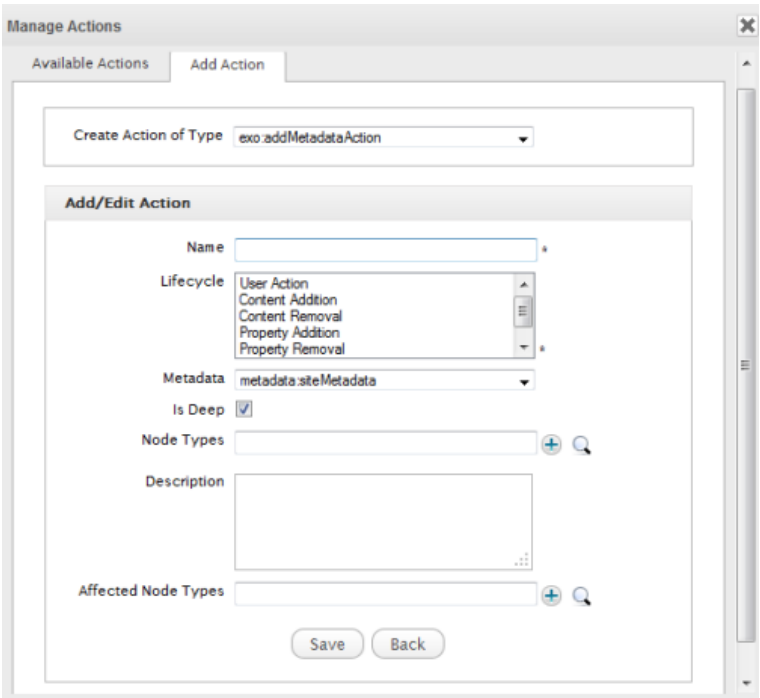 Manage Actions
Available Actions
Add Action
Create Action of Type exo:addMetadataAction
Add/Edit Action
Name *
Lifecycle User Action
Content Addition
Content Removal
Property Addition
Property Removal *
Metadata metadata:siteMetadata
Is Deep
Node Types
Description
Affected Node Types
Save Back